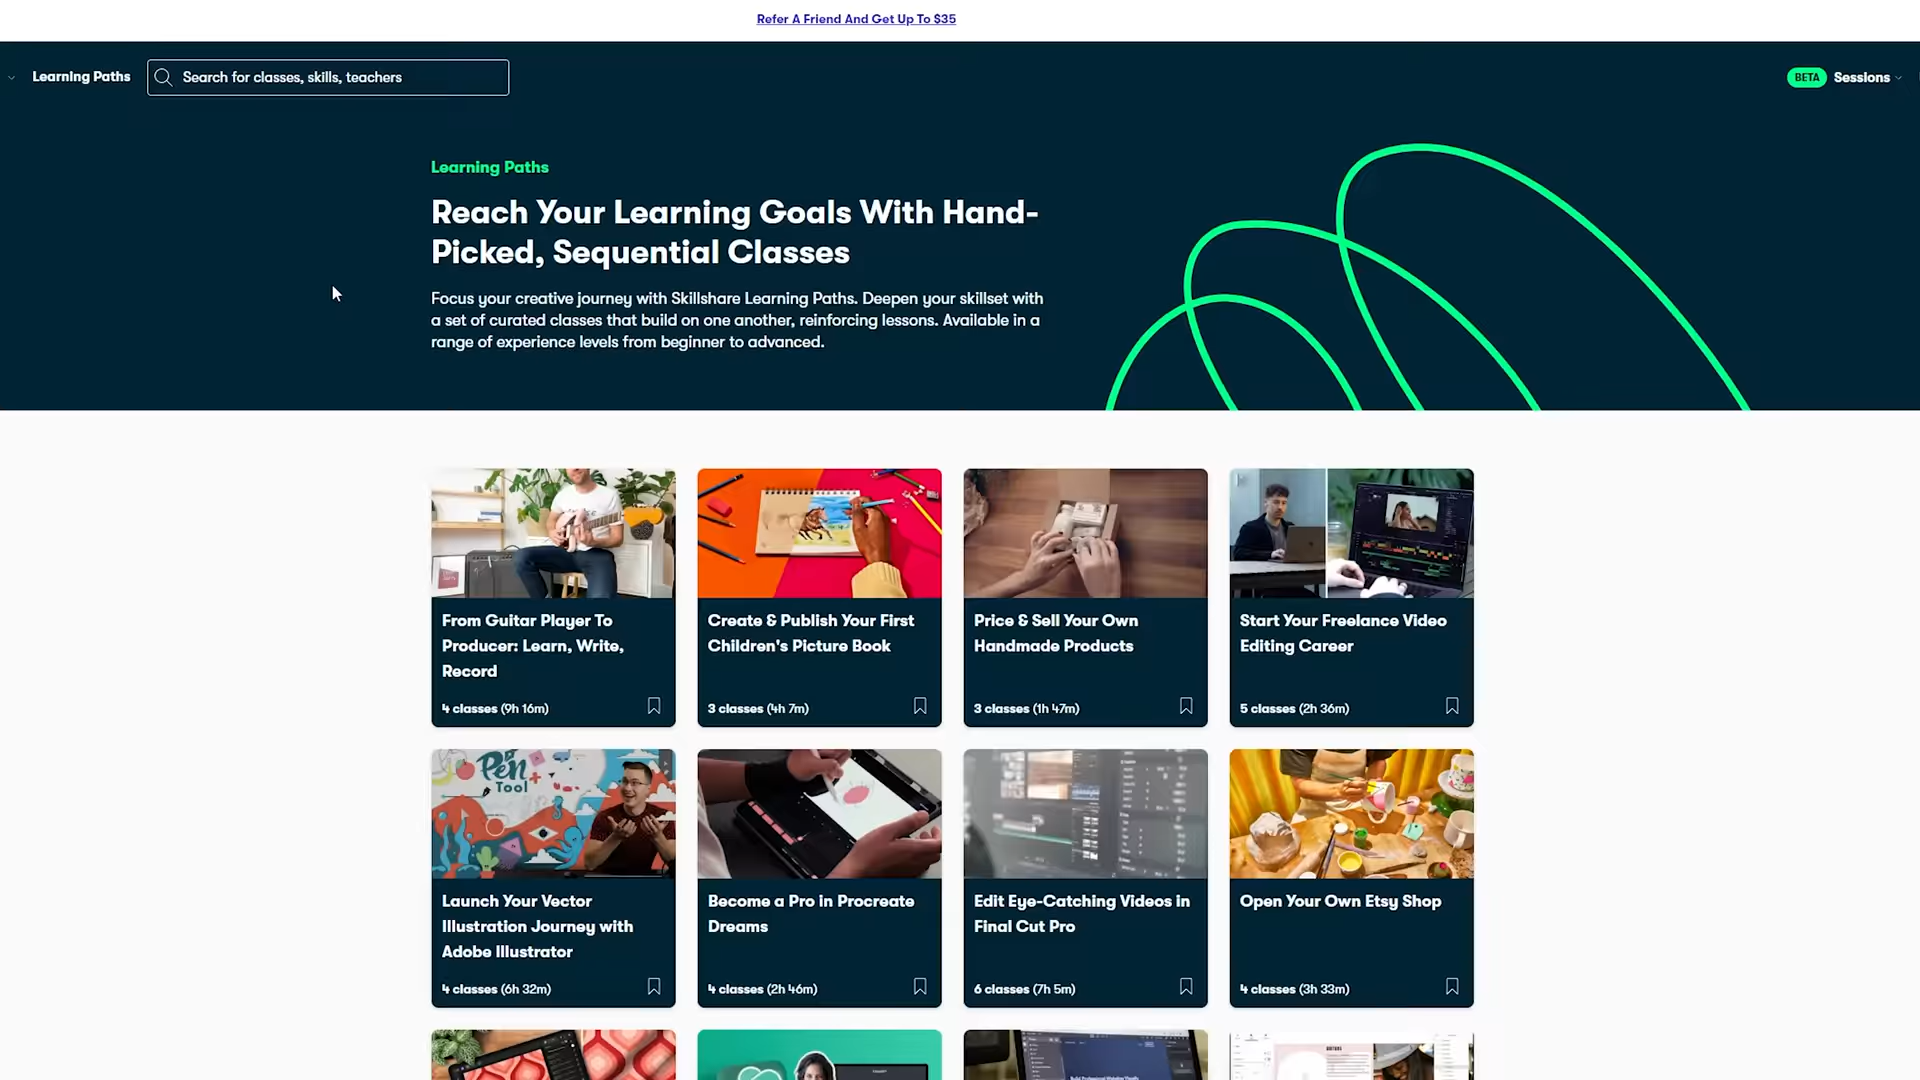 Refer A Friend And Get Up To $35
Learning Paths
Search for classes, skills, teachers
BETA
Sessions
Learning Paths
Reach Your Learning Goals With Hand-
Picked, Sequential Classes
Focus your creative journey with Skillshare Learning Paths. Deepen your skillset with
a set of curated classes that build on one another, reinforcing lessons. Available in a
range of experience levels from beginner to advanced.
From Guitar Player To
Producer: Learn, Write,
Record
4 classes (9h 16m)
Create & Publish Your First
Children's Picture Book
3 classes (4h 7m)
Price & Sell Your Own
Handmade Products
3 classes (1h 47m)
Start Your Freelance Video
Editing Career
5 classes (2h 36m)
Pen
Tool
Launch Your Vector
Illustration Journey with
Adobe Illustrator
4 classes (6h 32m)
Become a Pro in Procreate
Dreams
4 classes (2h 46m)
Edit Eye-Catching Videos in
Final Cut Pro
6 classes (7h 5m)
Open Your Own Etsy Shop
4 classes (3h 33m)